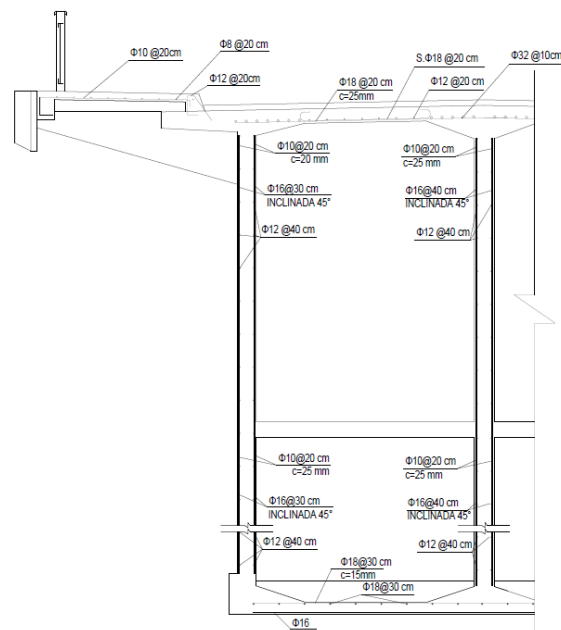 Φ10 @20cm
Φ8 @20 cm
Φ12 @20cm
Φ18 @20 cm
c=25mm
S.Φ18 @20 cm
Φ12 @20 cm
Φ32 @10cm
Φ10@20 cm
c=20 mm
Φ10@20 cm
c=25 mm
Φ16@30 cm
INCLINADA 45°
Φ16@40 cm
INCLINADA 45°
Φ12 @40 cm
Φ12 @40 cm
Φ10@20 cm
c=25 mm
Φ10@20 cm
c=25 mm
Φ16@30 cm
INCLINADA 45°
Φ16@40 cm
INCLINADA 45°
Φ12 @40 cm
Φ12 @40 cm
Φ18@30 cm
c=15mm
Φ18@30 cm
Φ16